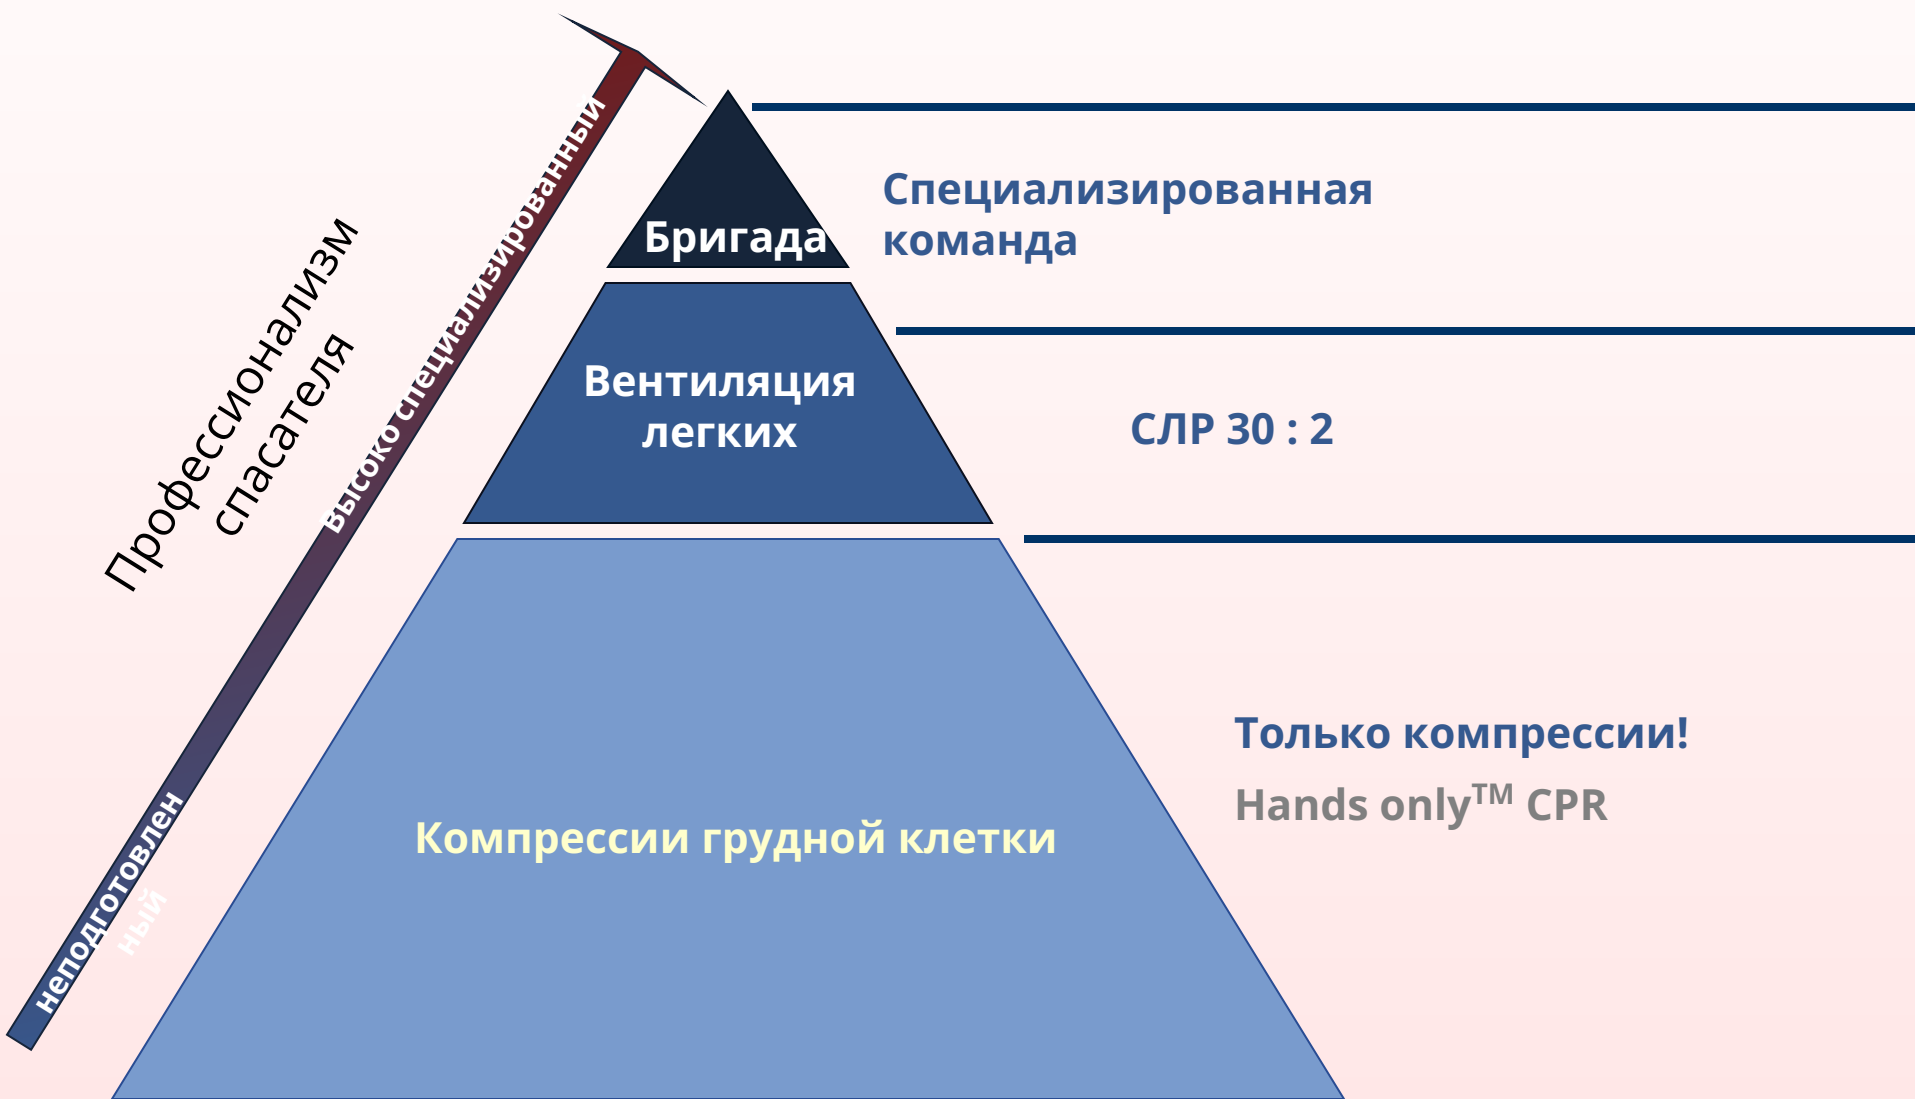 Профессионализм
спасателя
Высоко специализированный
неподготовлен
ный
Бригада
Специализированная
команда
Вентиляция
легких
СЛР 30 : 2
Компрессии грудной клетки
Только компрессии!
Hands onlyTM CPR